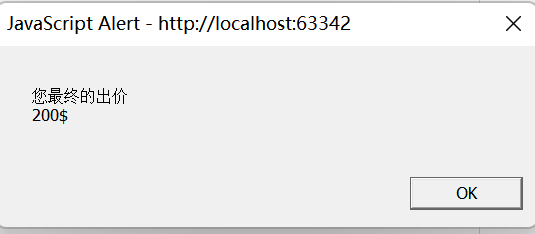 JavaScript Alert - http://localhost:63342
您最终的出价
200$
OK